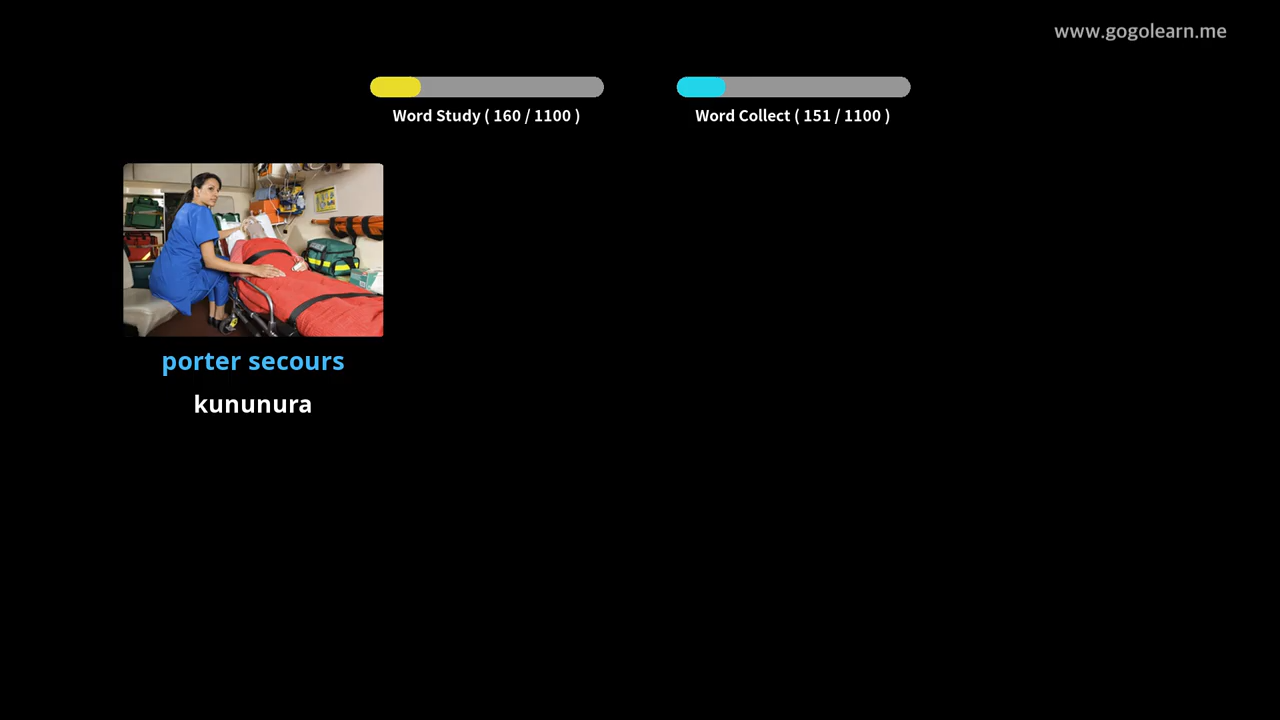 www.gogolearn.me
Word Study ( 160 / 1100 )
Word Collect ( 151 / 1100 )
porter secours
kununura